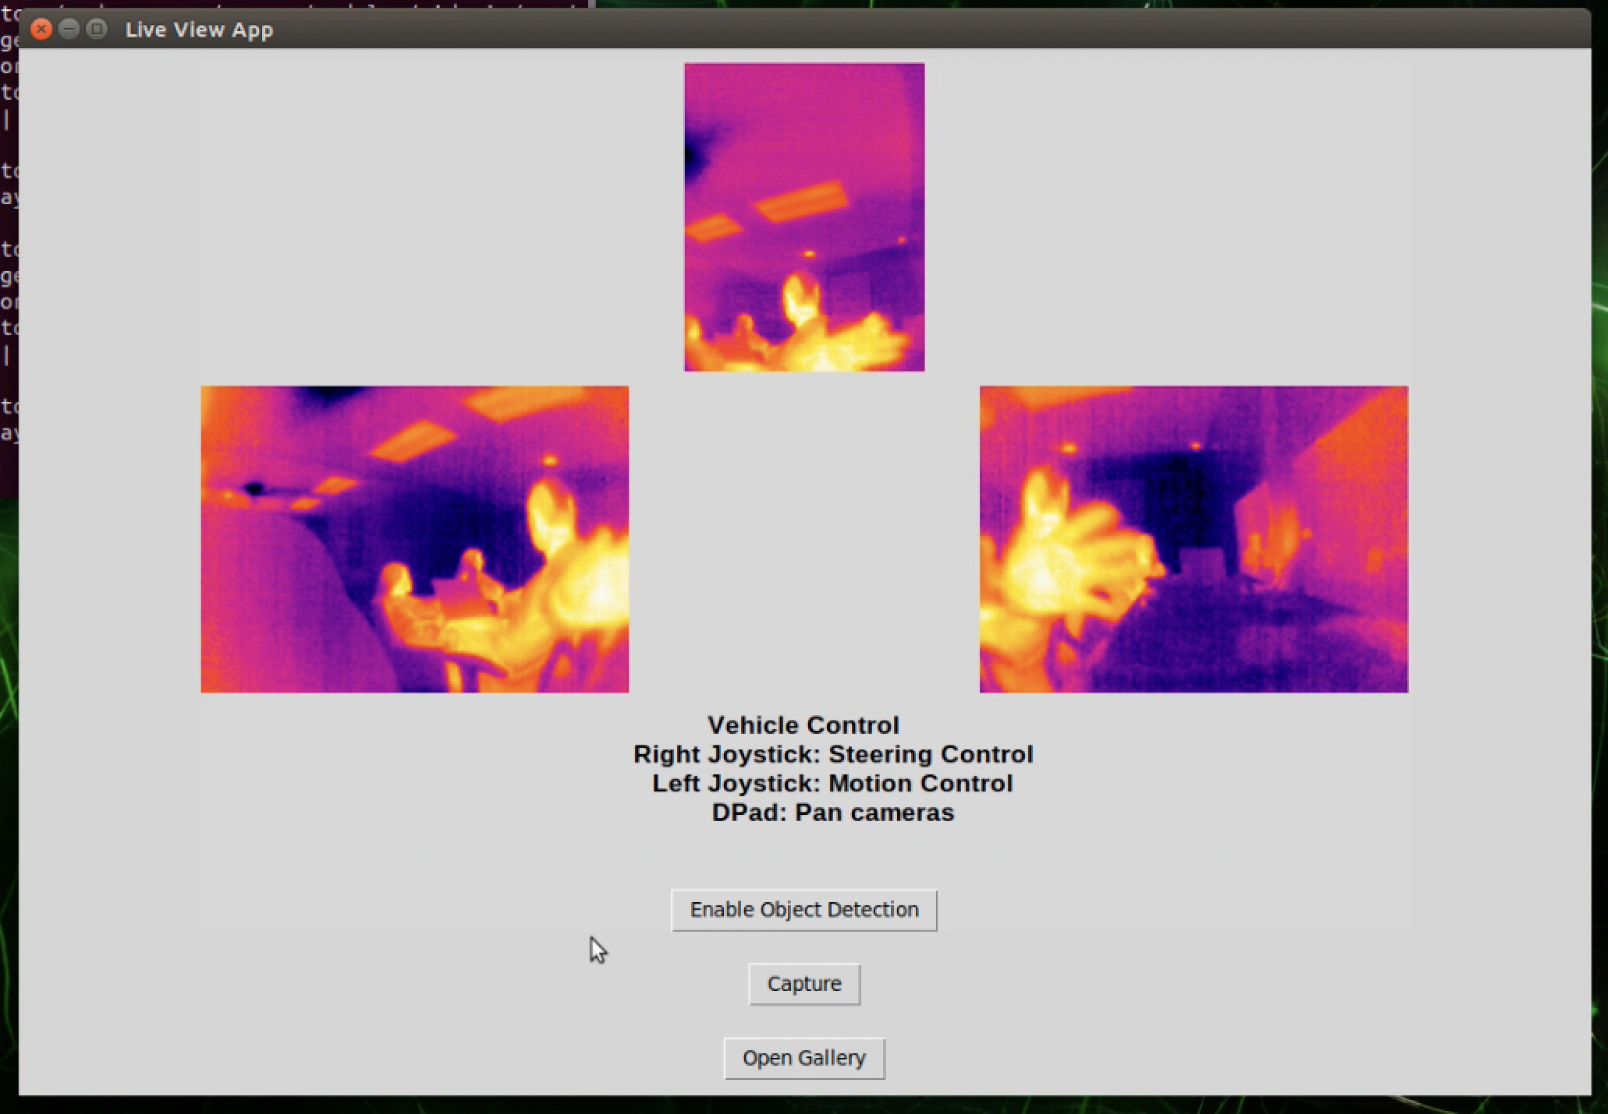 Live View App
Vehicle Control
Right Joystick: Steering Control
Left Joystick: Motion Control
DPad: Pan cameras
Enable Object Detection
Capture
Open Gallery